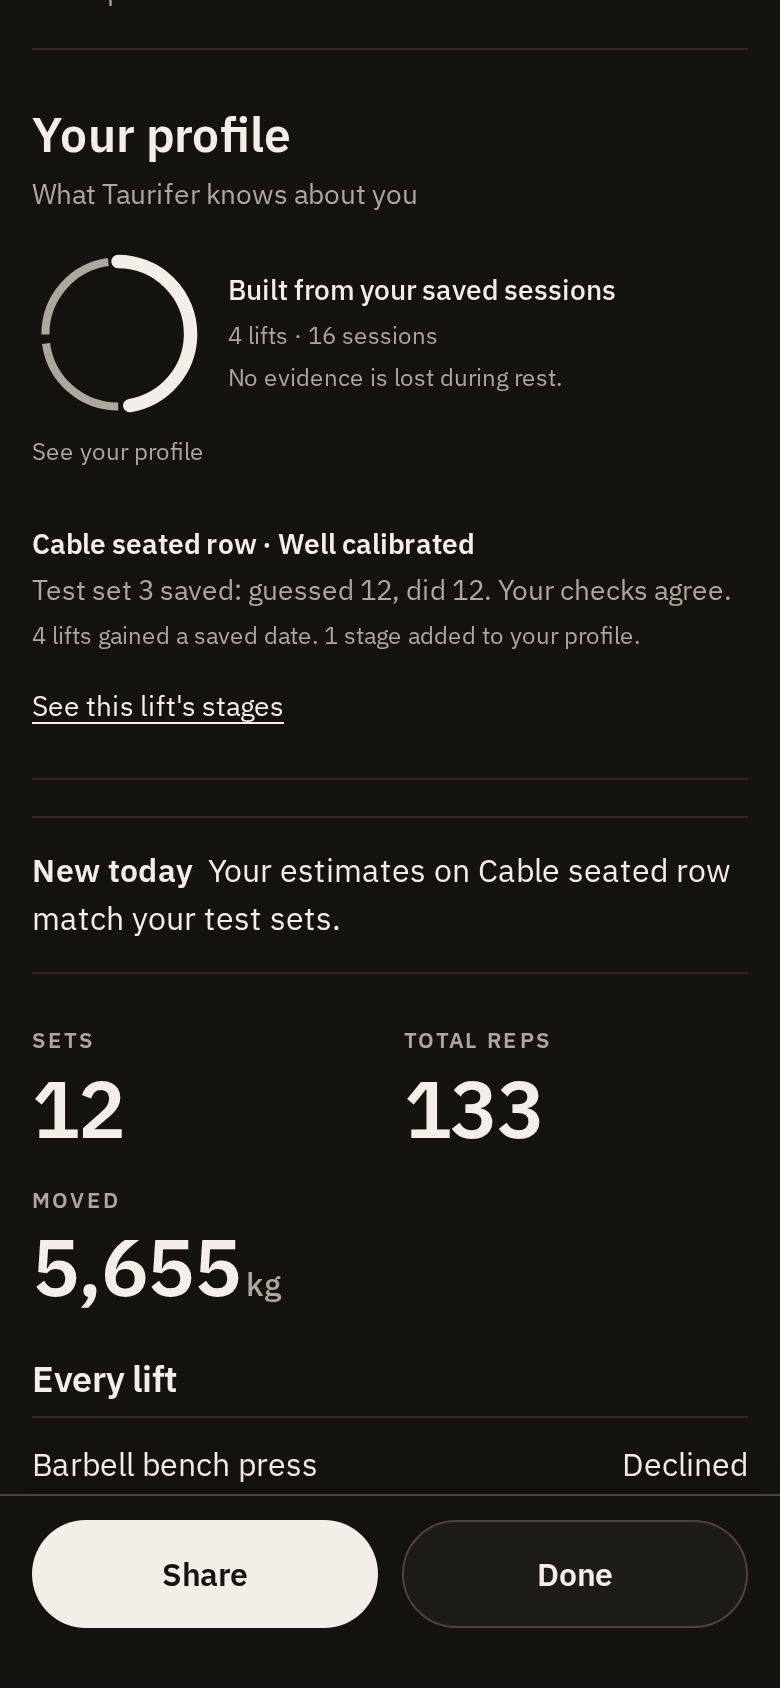 Your profile
What Taurifer knows about you
Built from your saved sessions
4 lifts · 16 sessions
No evidence is lost during rest.
See your profile
Cable seated row · Well calibrated
Test set 3 saved: guessed 12, did 12. Your checks agree.
4 lifts gained a saved date. 1 stage added to your profile.
See this lift's stages
New today Your estimates on Cable seated row
match your test sets.
SETS
TOTAL REPS
12
133
MOVED
5,655 kg
Every lift
Barbell bench press
Declined
Share
Done